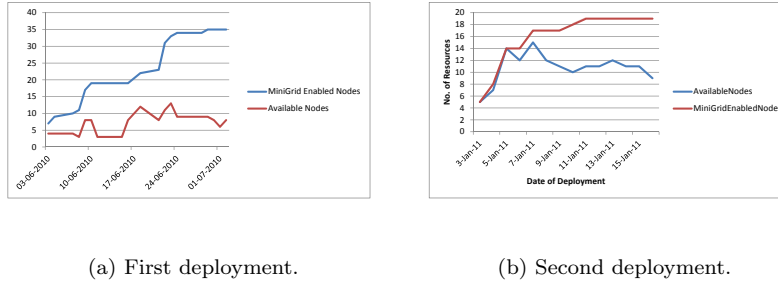 40
35
30
25
20
15
10
5
0
03-06-2010
10-06-2010
17-06-2010
24-06-2010
01-07-2010
MiniGrid Enabled Nodes
Available Nodes
20
18
16
14
12
10
8
6
4
2
0
No. of Resources
3-Jan-11
5-Jan-11
7-Jan-11
9-Jan-11
11-Jan-11
13-Jan-11
15-Jan-11
Date of Deployment
AvailableNodes
MiniGridEnabledNode
(a) First deployment.
(b) Second deployment.